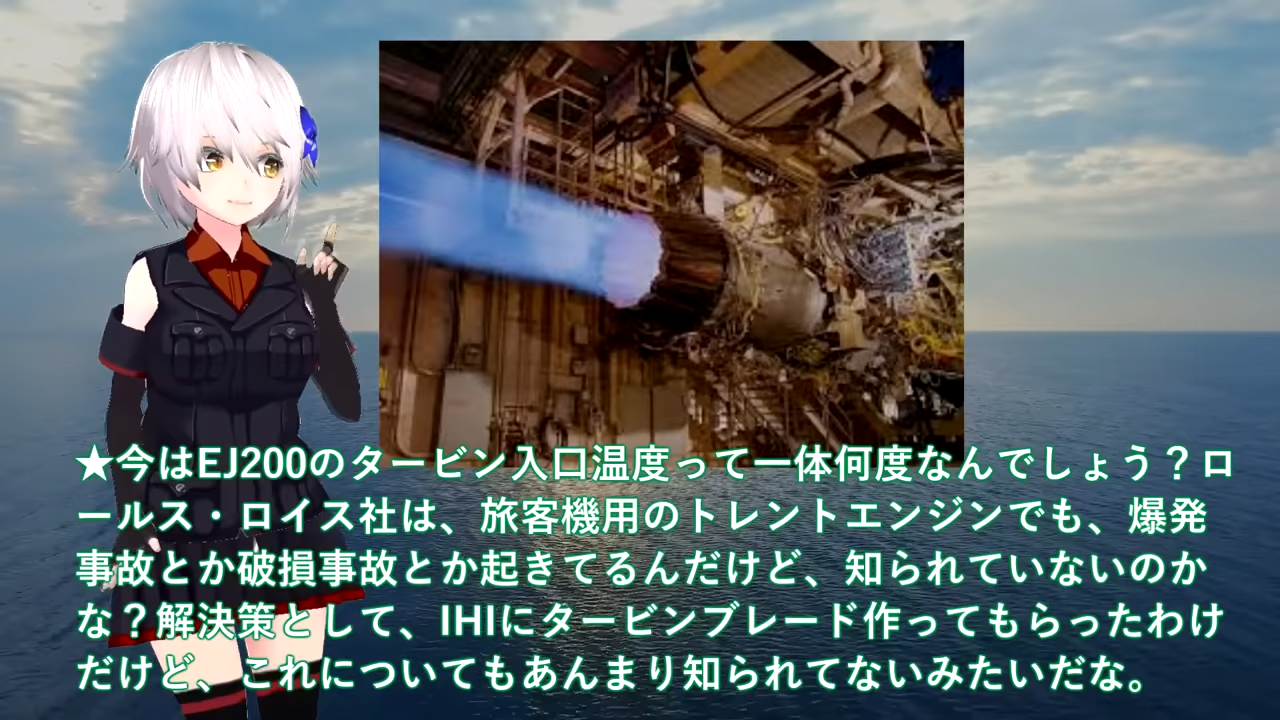 ★今はEJ200のタービン入口温度って一体何度なんでしょう？ロ
ールス・ロイス社は、旅客機用のトレントエンジンでも、爆発
事故とか破損事故とか起きてるんだけど、知られていないのか
な？解決策として、IHIにタービンブレード作ってもらったわけ
だけど、これについてもあんまり知られてないみたいだな。